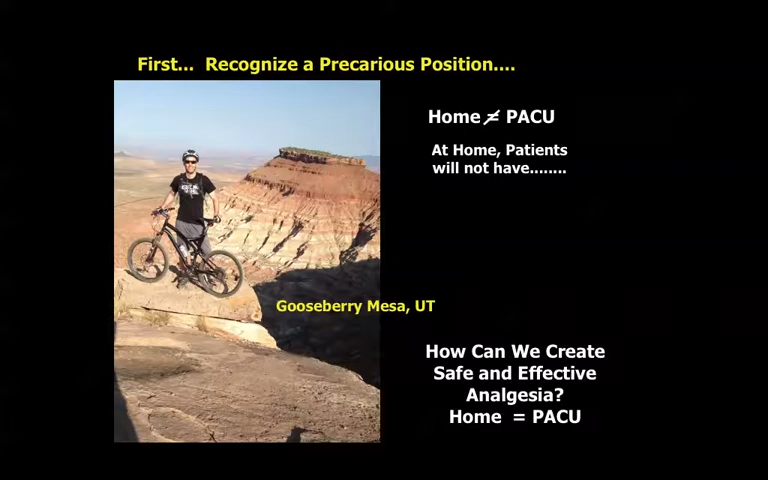 First... Recognize a Precarious Position....
Home ≠ PACU
At Home, Patients
will not have........
Gooseberry Mesa, UT
How Can We Create
Safe and Effective
Analgesia?
Home = PACU